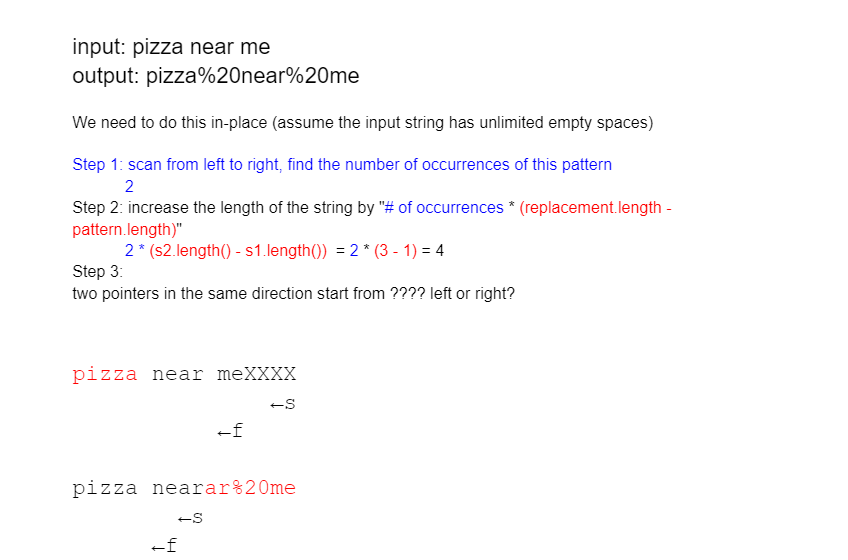 input: pizza near me
output: pizza%20near%20me
We need to do this in-place (assume the input string has unlimited empty spaces)
Step 1: scan from left to right, find the number of occurrences of this pattern
2
Step 2: increase the length of the string by "# of occurrences * (replacement.length -
pattern.length)"
2 * (s2.length() - s1.length()) = 2 * (3 - 1) = 4
Step 3:
two pointers in the same direction start from ???? left or right?
pizza near meXXXX
←s
←f
pizza nearar%20me
←s
←f